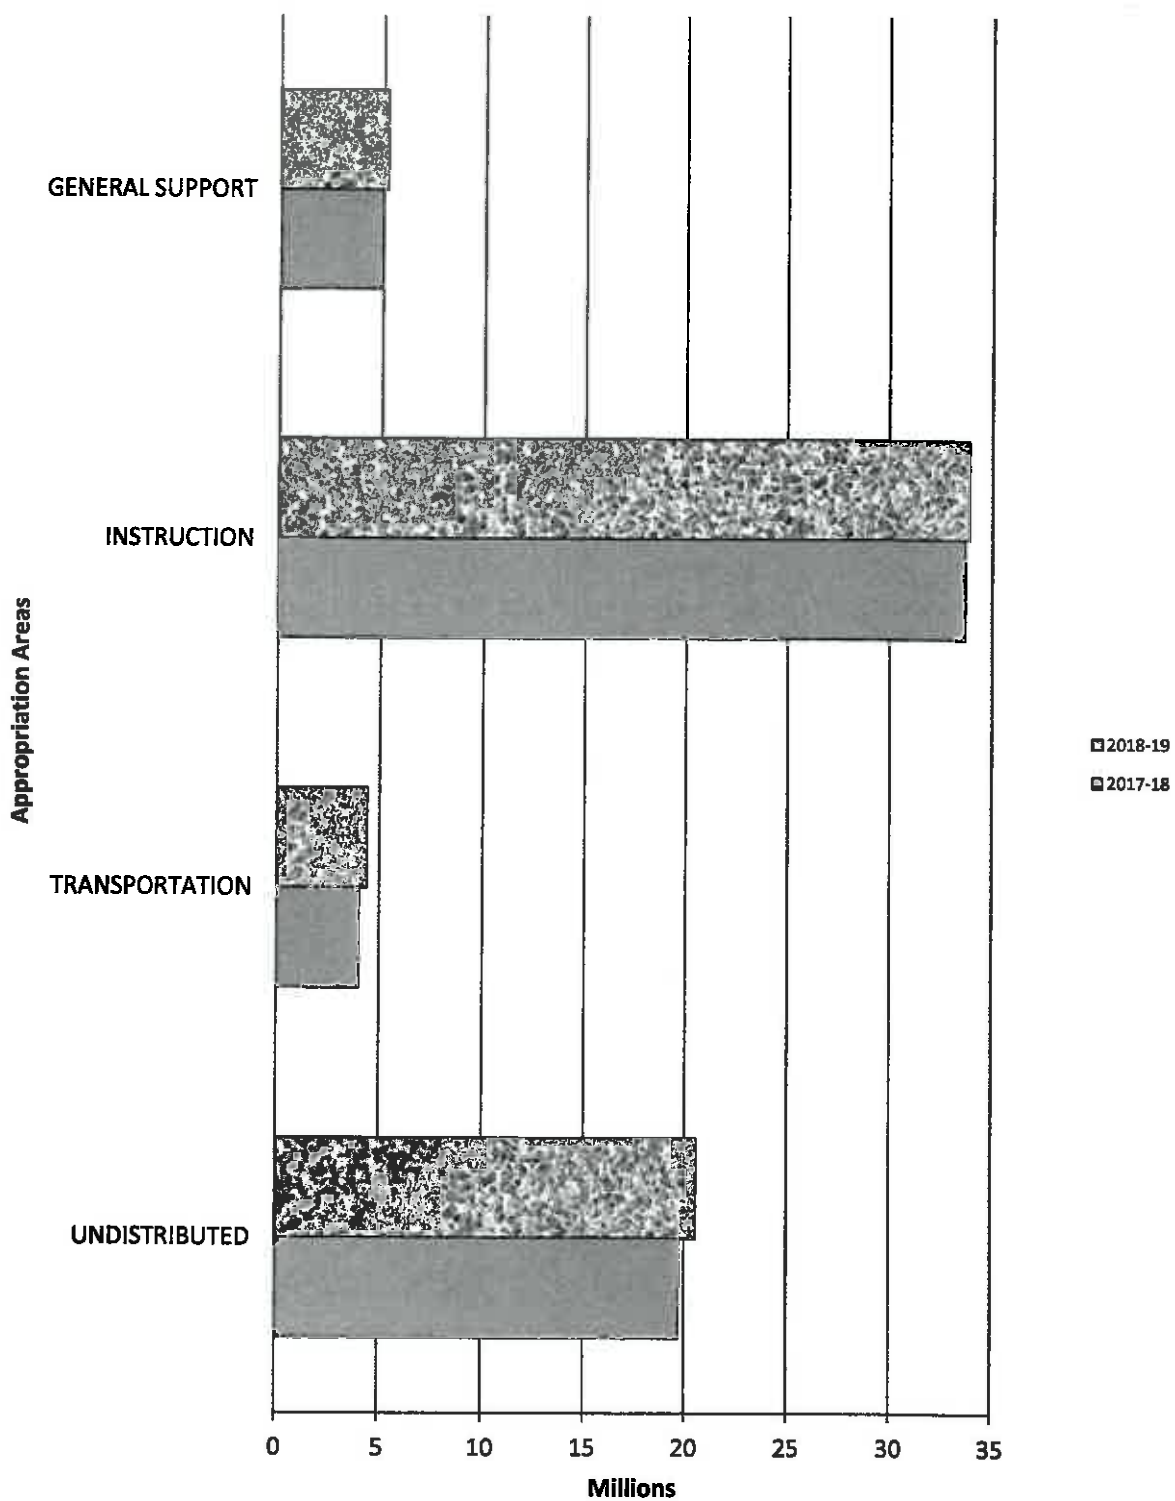 GENERAL SUPPORT
INSTRUCTION
Appropriation Areas
2018-19
2017-18
TRANSPORTATION
UNDISTRIBUTED
0 5 10 15 20 25 30 35
Millions